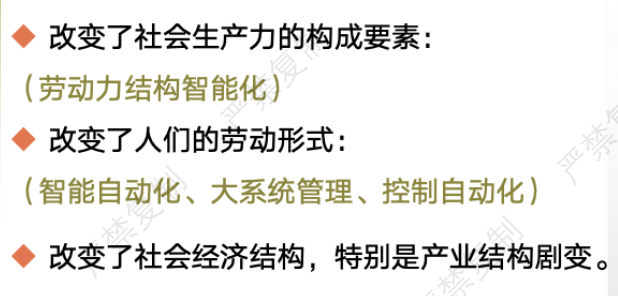 ◆ 改变了社会生产力的构成要素：
（劳动力结构智能化）
◆ 改变了人们的劳动形式：
（智能自动化、大系统管理、控制自动化）
◆ 改变了社会经济结构，特别是产业结构剧变。
严禁复制
严禁复制
严禁复
严禁复制